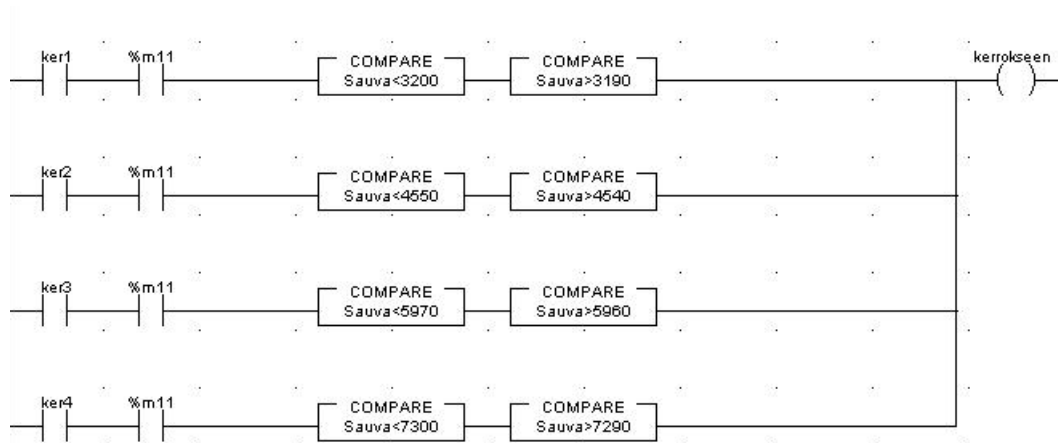 ker1 %m11 COMPARE COMPARE kerrokseen
Sauva<3200 Sauva>3190
ker2 %m11 COMPARE COMPARE
Sauva<4550 Sauva>4540
ker3 %m11 COMPARE COMPARE
Sauva<5970 Sauva>5960
ker4 %m11 COMPARE COMPARE
Sauva<7300 Sauva>7290